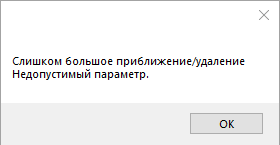 Слишком большое приближение/удаление
Недопустимый параметр.
OK